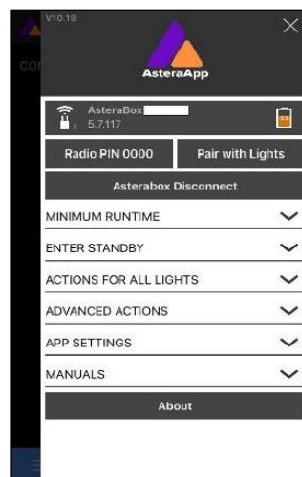 V10.19
AsteraApp
AsteraBox
5.7.117
Radio PIN 0000 Pair with Lights
Asterabox Disconnect
MINIMUM RUNTIME
ENTER STANDBY
ACTIONS FOR ALL LIGHTS
ADVANCED ACTIONS
APP SETTINGS
MANUALS
About